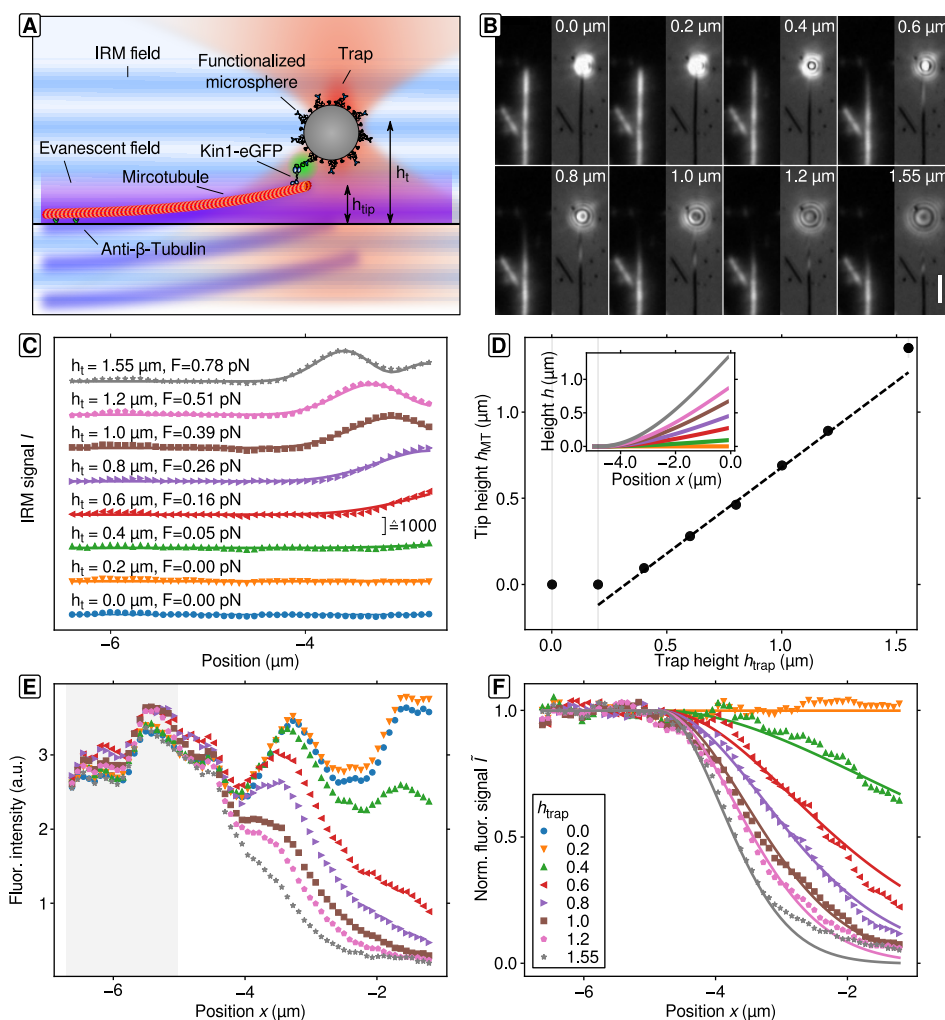 A
IRM field
Functionalized
microsphere
Trap
Evanescent field
Kin1-eGFP
Mircotubule
h_t
h_tip
Anti-β-Tubulin
B
0.0 μm
0.2 μm
0.4 μm
0.6 μm
0.8 μm
1.0 μm
1.2 μm
1.55 μm
C
IRM signal I
h_t = 1.55 μm, F=0.78 pN
h_t = 1.2 μm, F=0.51 pN
h_t = 1.0 μm, F=0.39 pN
h_t = 0.8 μm, F=0.26 pN
h_t = 0.6 μm, F=0.16 pN
]≙1000
h_t = 0.4 μm, F=0.05 pN
h_t = 0.2 μm, F=0.00 pN
h_t = 0.0 μm, F=0.00 pN
−6
−4
Position (μm)
D
Tip height h_MT (μm)
1.0
0.5
0.0
Height h (μm)
1.0
0.5
0.0
−4.0
−2.0
0.0
Position x (μm)
0.0
0.5
1.0
1.5
Trap height h_trap (μm)
E
Fluor. intensity (a.u.)
3
2
1
−6
−4
−2
Position x (μm)
F
Norm. fluor. signal Ĩ
1.0
0.5
0.0
h_trap
0.0
0.2
0.4
0.6
0.8
1.0
1.2
1.55
−6
−4
−2
Position x (μm)